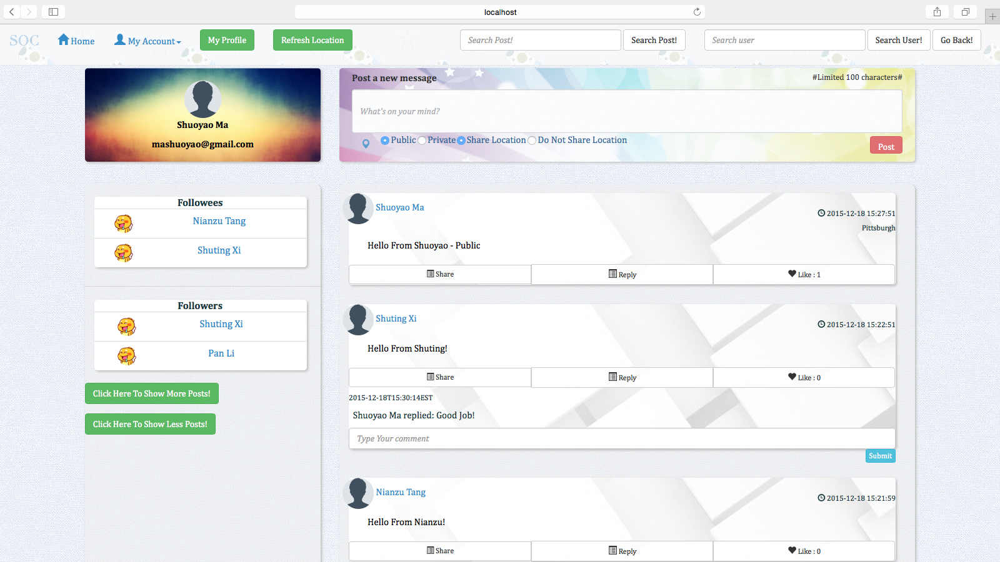 localhost
SOC Home My Account My Profile Refresh Location Search Post! Search Post! Search user Search User! Go Back!
Shuoyao Ma
mashuoyao@gmail.com
Post a new message #Limited 100 characters#
What's on your mind?
Public Private Share Location Do Not Share Location Post
Followees
Nianzu Tang
Shuting Xi
Followers
Shuting Xi
Pan Li
Click Here To Show More Posts!
Click Here To Show Less Posts!
Shuoyao Ma
2015-12-18 15:27:51
Pittsburgh
Hello From Shuoyao - Public
Share Reply Like : 1
Shuting Xi
2015-12-18 15:22:51
Hello From Shuting!
Share Reply Like : 0
2015-12-18T15:30:14EST
Shuoyao Ma replied: Good Job!
Type Your comment
Submit
Nianzu Tang
2015-12-18 15:21:59
Hello From Nianzu!
Share Reply Like : 0